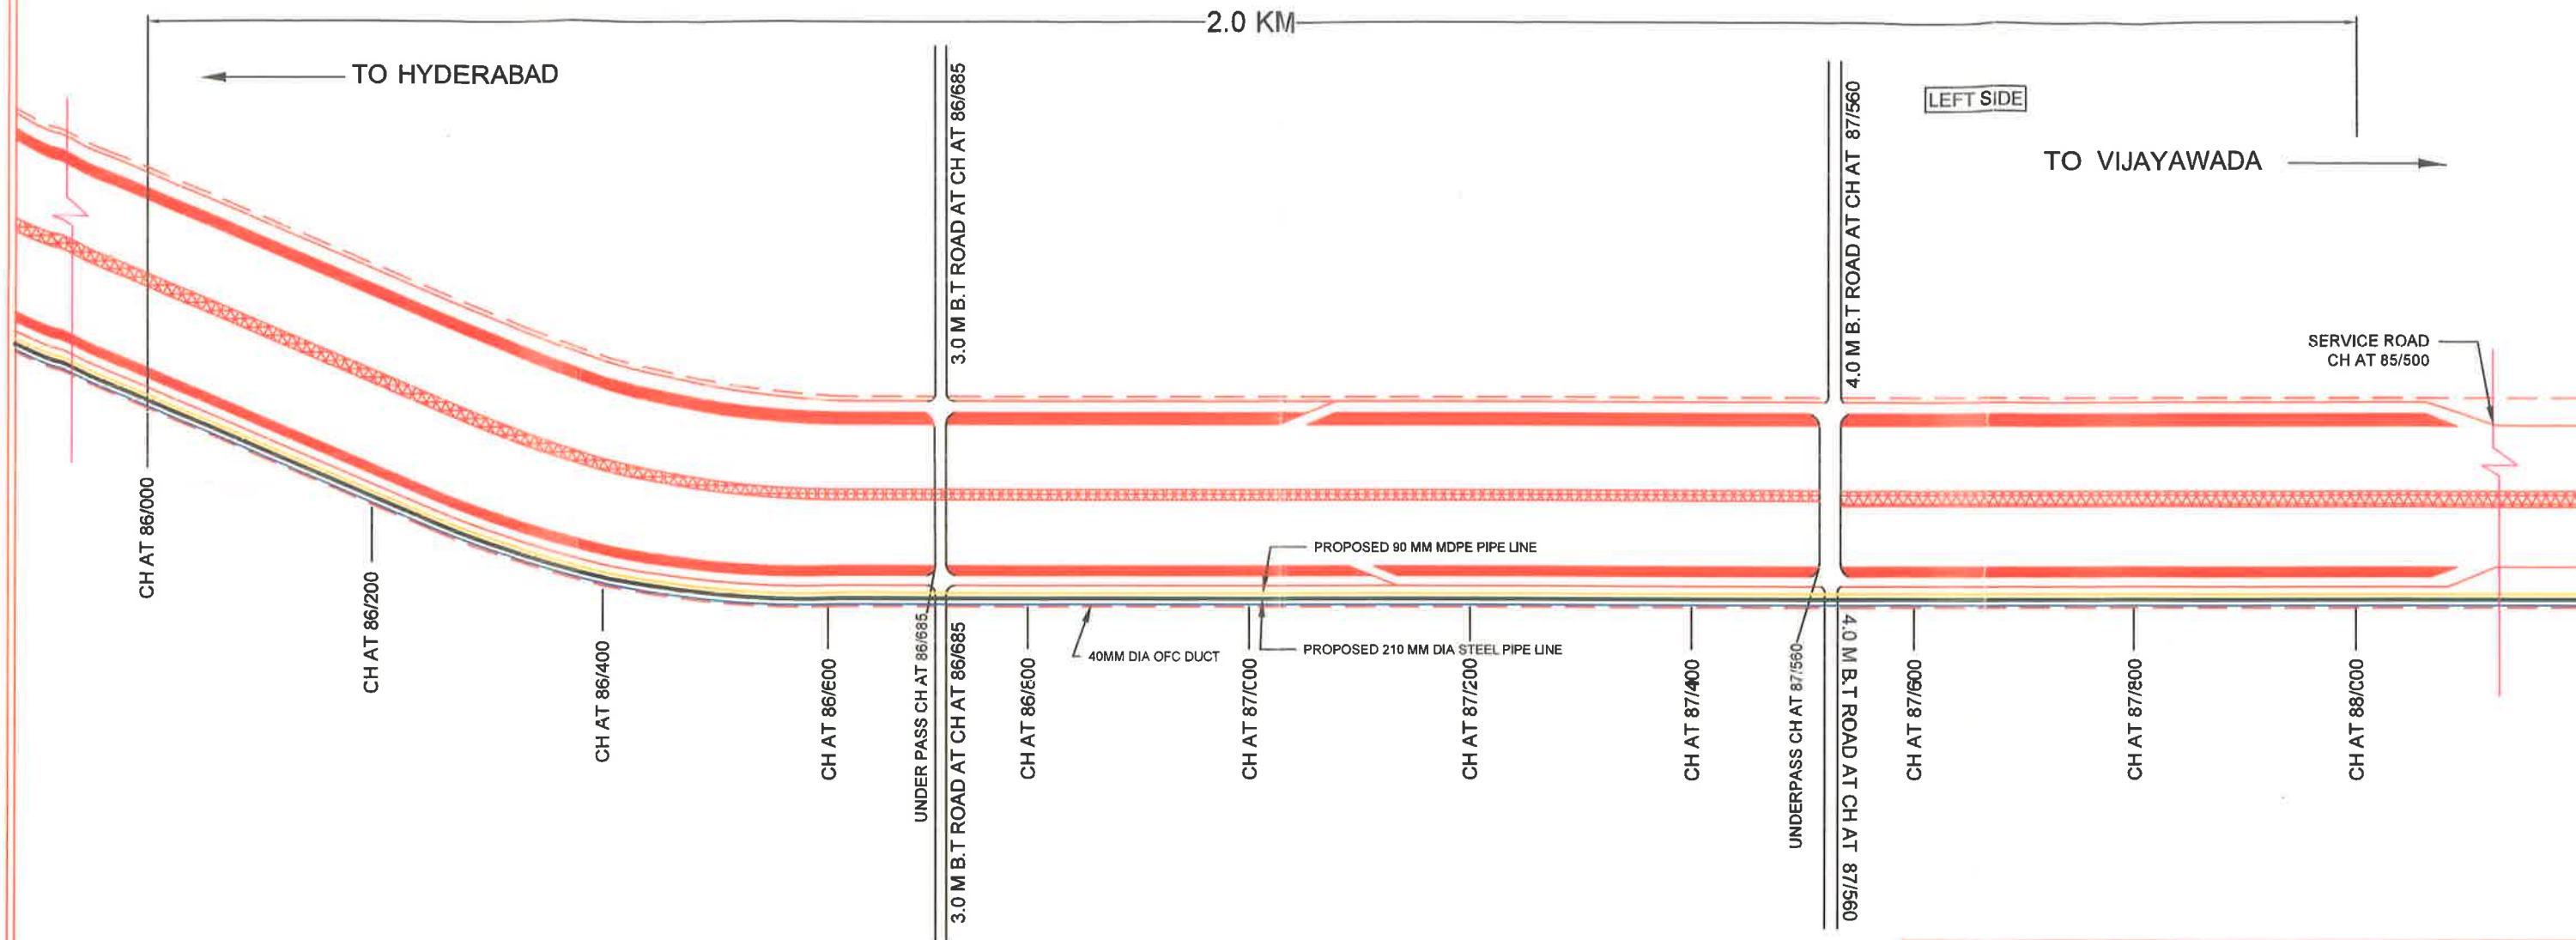 2.0 KM
TO HYDERABAD
3.0 M B.T ROAD AT CH AT 86/685
4.0 M B.T ROAD AT CH AT 87/560
LEFT SIDE
TO VIJAYAWADA
SERVICE ROAD
CH AT 85/500
PROPOSED 90 MM MDPE PIPE LINE
PROPOSED 210 MM DIA STEEL PIPE LINE
40MM DIA OFC DUCT
CH AT 86/000
CH AT 86/200
CH AT 86/400
CH AT 86/600
UNDER PASS CH AT 86/685
3.0 M B.T ROAD AT CH AT 86/685
CH AT 86/800
CH AT 87/000
CH AT 87/200
CH AT 87/400
UNDERPASS CH AT 87/560
4.0 M B.T ROAD AT CH AT 87/560
CH AT 87/600
CH AT 87/800
CH AT 88/000